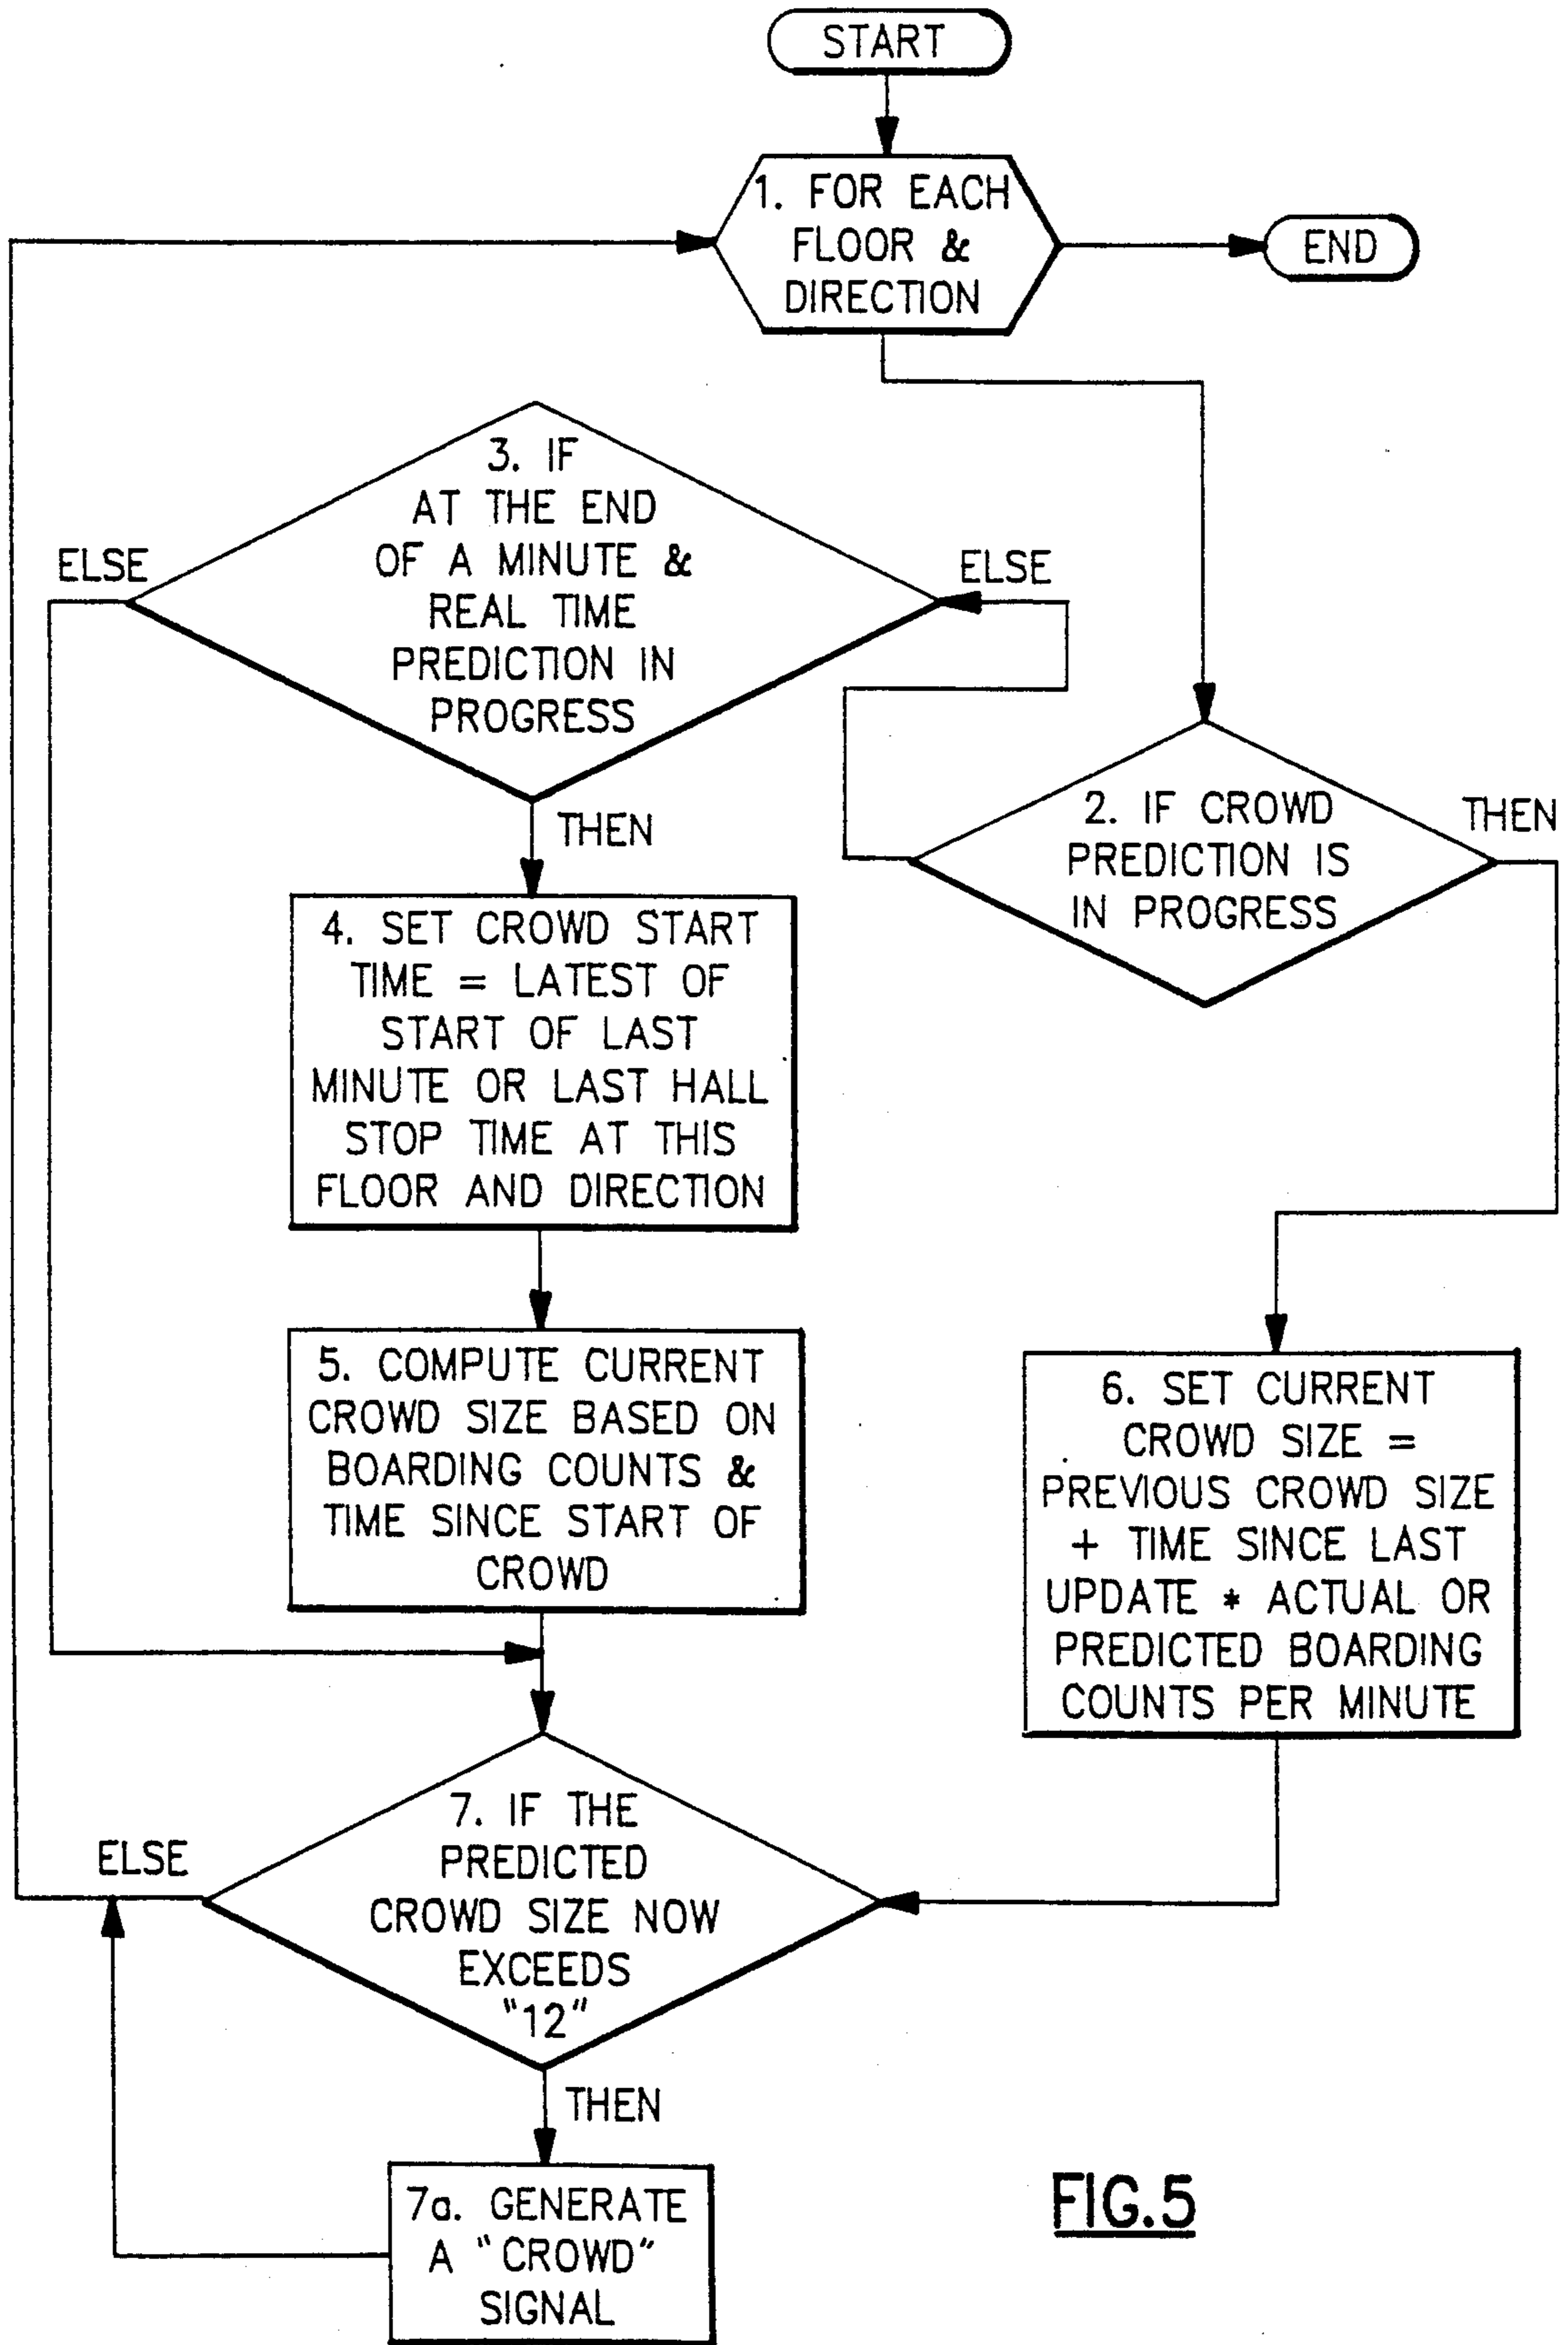 START
1. FOR EACH
FLOOR &
DIRECTION
END
3. IF
AT THE END
OF A MINUTE &
REAL TIME
PREDICTION IN
PROGRESS
ELSE
ELSE
THEN
2. IF CROWD
PREDICTION IS
IN PROGRESS
THEN
4. SET CROWD START
TIME = LATEST OF
START OF LAST
MINUTE OR LAST HALL
STOP TIME AT THIS
FLOOR AND DIRECTION
5. COMPUTE CURRENT
CROWD SIZE BASED ON
BOARDING COUNTS &
TIME SINCE START OF
CROWD
6. SET CURRENT
CROWD SIZE =
PREVIOUS CROWD SIZE
+ TIME SINCE LAST
UPDATE * ACTUAL OR
PREDICTED BOARDING
COUNTS PER MINUTE
7. IF THE
PREDICTED
CROWD SIZE NOW
EXCEEDS
"12"
ELSE
THEN
7a. GENERATE
A "CROWD"
SIGNAL
FIG.5